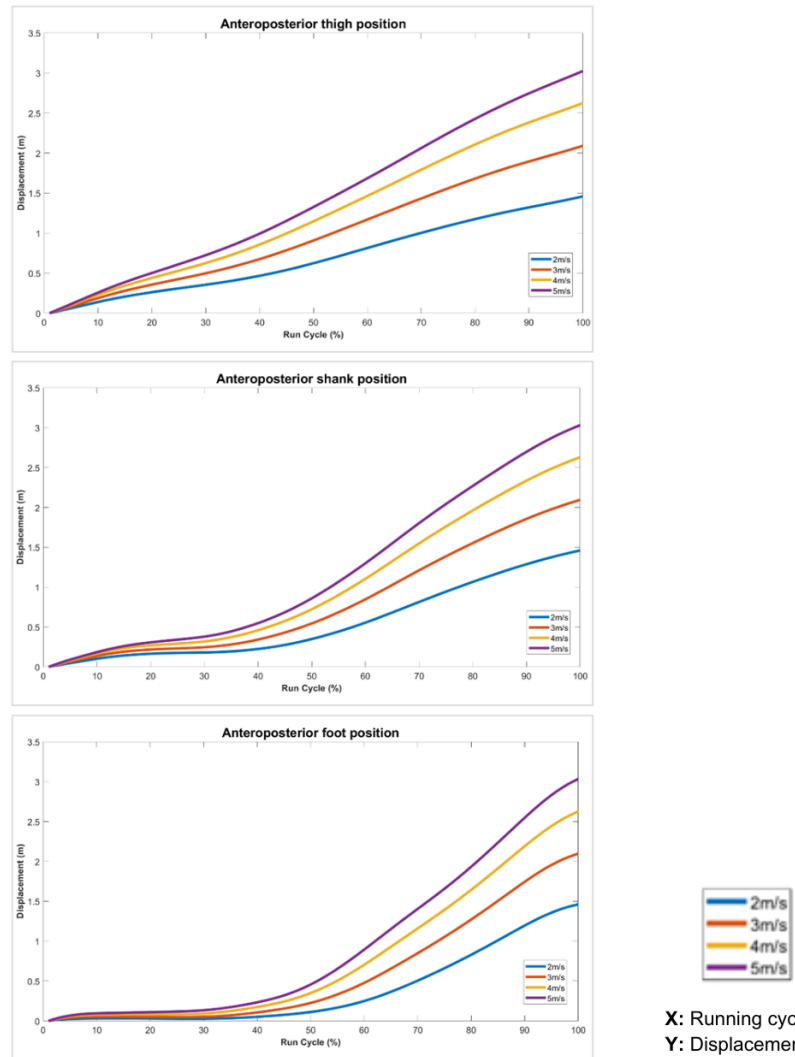 Anteroposterior thigh position
3.5
3
2.5
2
1.5
1
0.5
0
Displacement (m)
0 10 20 30 40 50 60 70 80 90 100
Run Cycle (%)
2m/s
3m/s
4m/s
5m/s
Anteroposterior shank position
3.5
3
2.5
2
1.5
1
0.5
0
Displacement (m)
0 10 20 30 40 50 60 70 80 90 100
Run Cycle (%)
2m/s
3m/s
4m/s
5m/s
Anteroposterior foot position
3.5
3
2.5
2
1.5
1
0.5
0
Displacement (m)
0 10 20 30 40 50 60 70 80 90 100
Run Cycle (%)
2m/s
3m/s
4m/s
5m/s
2m/s
3m/s
4m/s
5m/s
X: Running cyc
Y: Displacemen